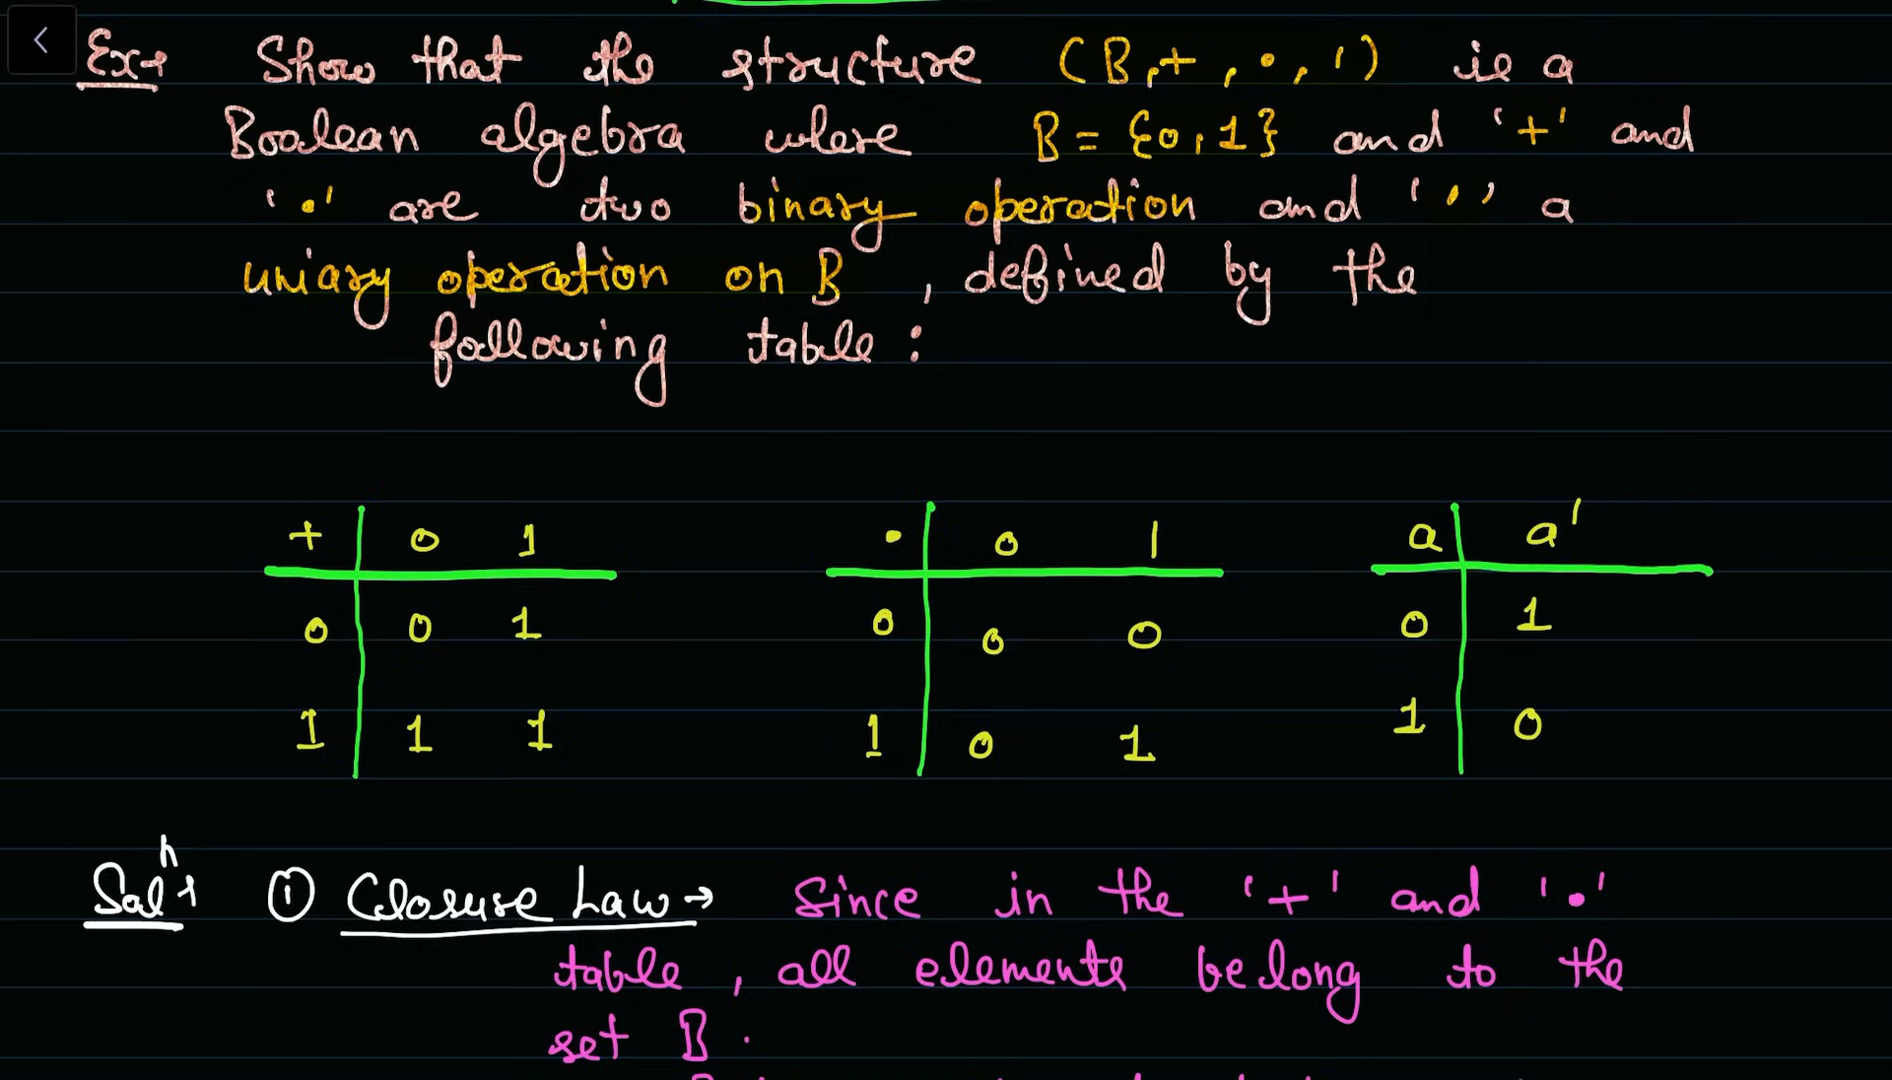 Ex→ Show that the structure (B,+,•,') is a
Boolean algebra where B = {0,1} and '+' and
'•' are two binary operation and ''' a
uniary operation on B , defined by the
following table :
+ 0 1
0 0 1
1 1 1
• 0 1
0 0 0
1 0 1
a a'
0 1
1 0
Solⁿ→ ① Closure Law → Since in the '+' and '•'
table , all elements belong to the
set B .